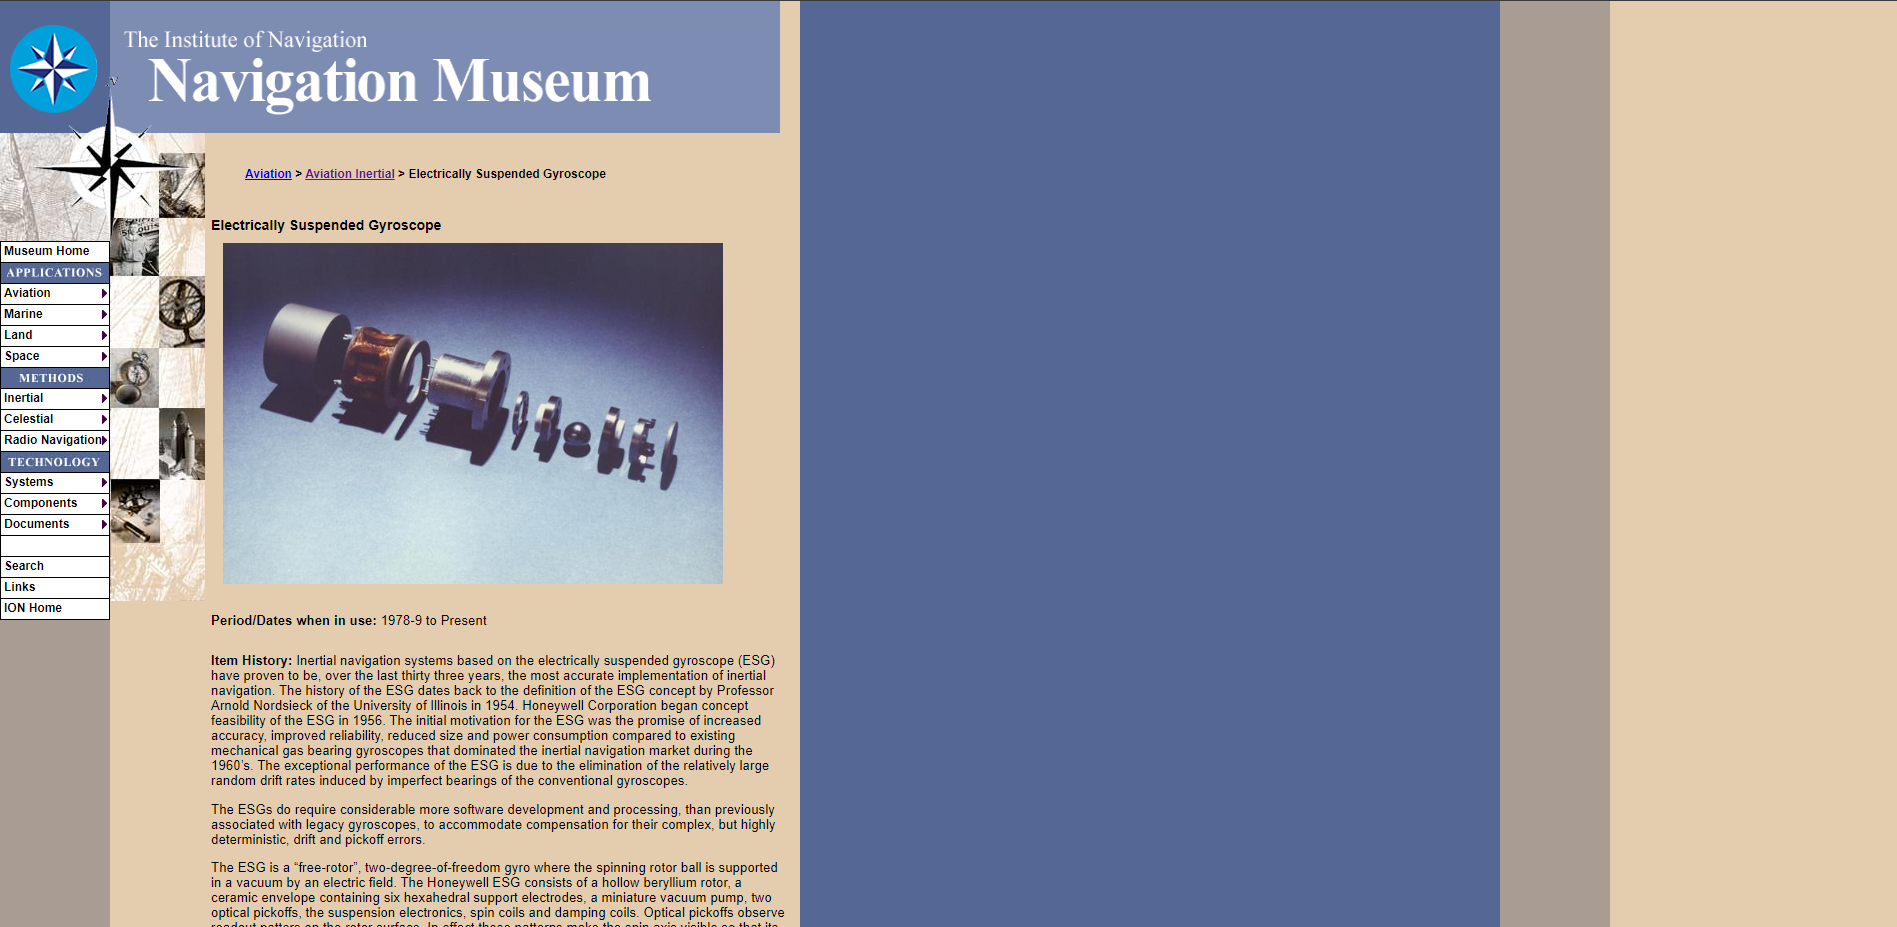 The Institute of Navigation
Navigation Museum
N
Aviation > Aviation Inertial > Electrically Suspended Gyroscope
Electrically Suspended Gyroscope
Museum Home
APPLICATIONS
Aviation
Marine
Land
Space
METHODS
Inertial
Celestial
Radio Navigation
TECHNOLOGY
Systems
Components
Documents
Search
Links
ION Home
Period/Dates when in use: 1978-9 to Present
Item History: Inertial navigation systems based on the electrically suspended gyroscope (ESG)
have proven to be, over the last thirty three years, the most accurate implementation of inertial
navigation. The history of the ESG dates back to the definition of the ESG concept by Professor
Arnold Nordsieck of the University of Illinois in 1954. Honeywell Corporation began concept
feasibility of the ESG in 1956. The initial motivation for the ESG was the promise of increased
accuracy, improved reliability, reduced size and power consumption compared to existing
mechanical gas bearing gyroscopes that dominated the inertial navigation market during the
1960’s. The exceptional performance of the ESG is due to the elimination of the relatively large
random drift rates induced by imperfect bearings of the conventional gyroscopes.
The ESGs do require considerable more software development and processing, than previously
associated with legacy gyroscopes, to accommodate compensation for their complex, but highly
deterministic, drift and pickoff errors.
The ESG is a “free-rotor”, two-degree-of-freedom gyro where the spinning rotor ball is supported
in a vacuum by an electric field. The Honeywell ESG consists of a hollow beryllium rotor, a
ceramic envelope containing six hexahedral support electrodes, a miniature vacuum pump, two
optical pickoffs, the suspension electronics, spin coils and damping coils. Optical pickoffs observe